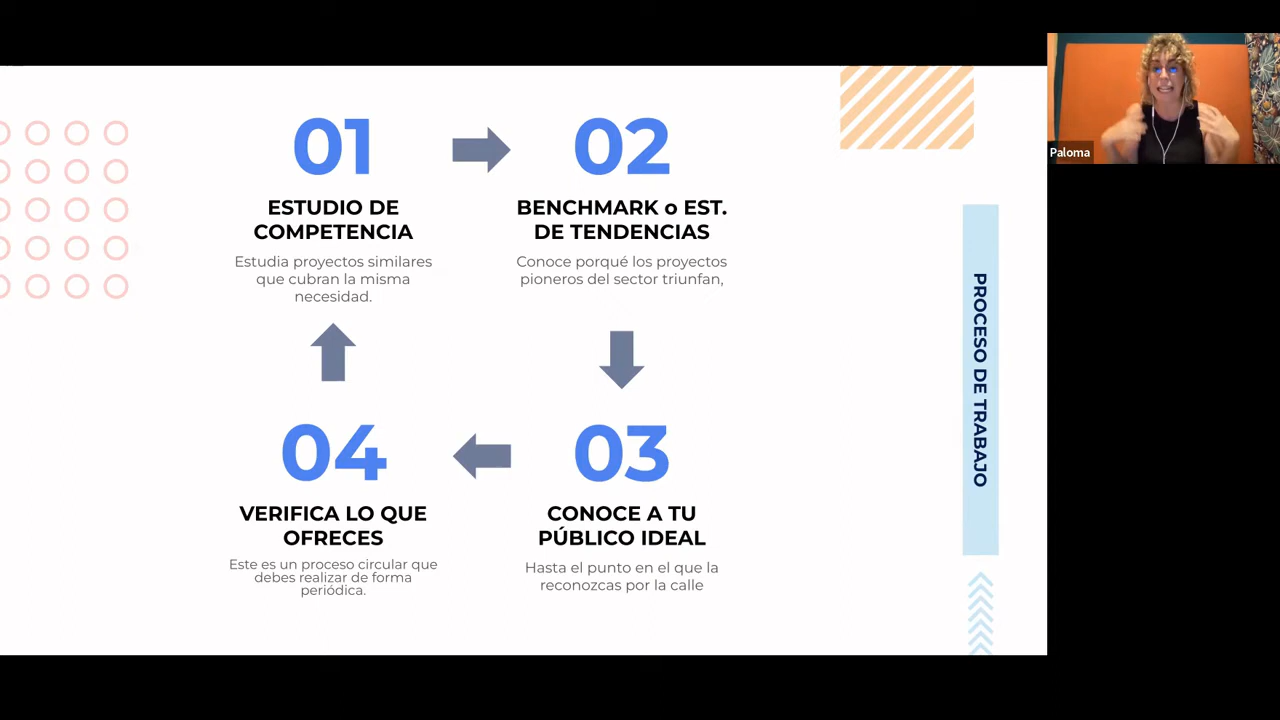 01
ESTUDIO DE
COMPETENCIA
Estudia proyectos similares
que cubran la misma
necesidad.
02
BENCHMARK o EST.
DE TENDENCIAS
Conoce porqué los proyectos
pioneros del sector triunfan,
03
CONOCE A TU
PÚBLICO IDEAL
Hasta el punto en el que la
reconozcas por la calle
04
VERIFICA LO QUE
OFRECES
Este es un proceso circular que
debes realizar de forma
periódica.
PROCESO DE TRABAJO
Paloma